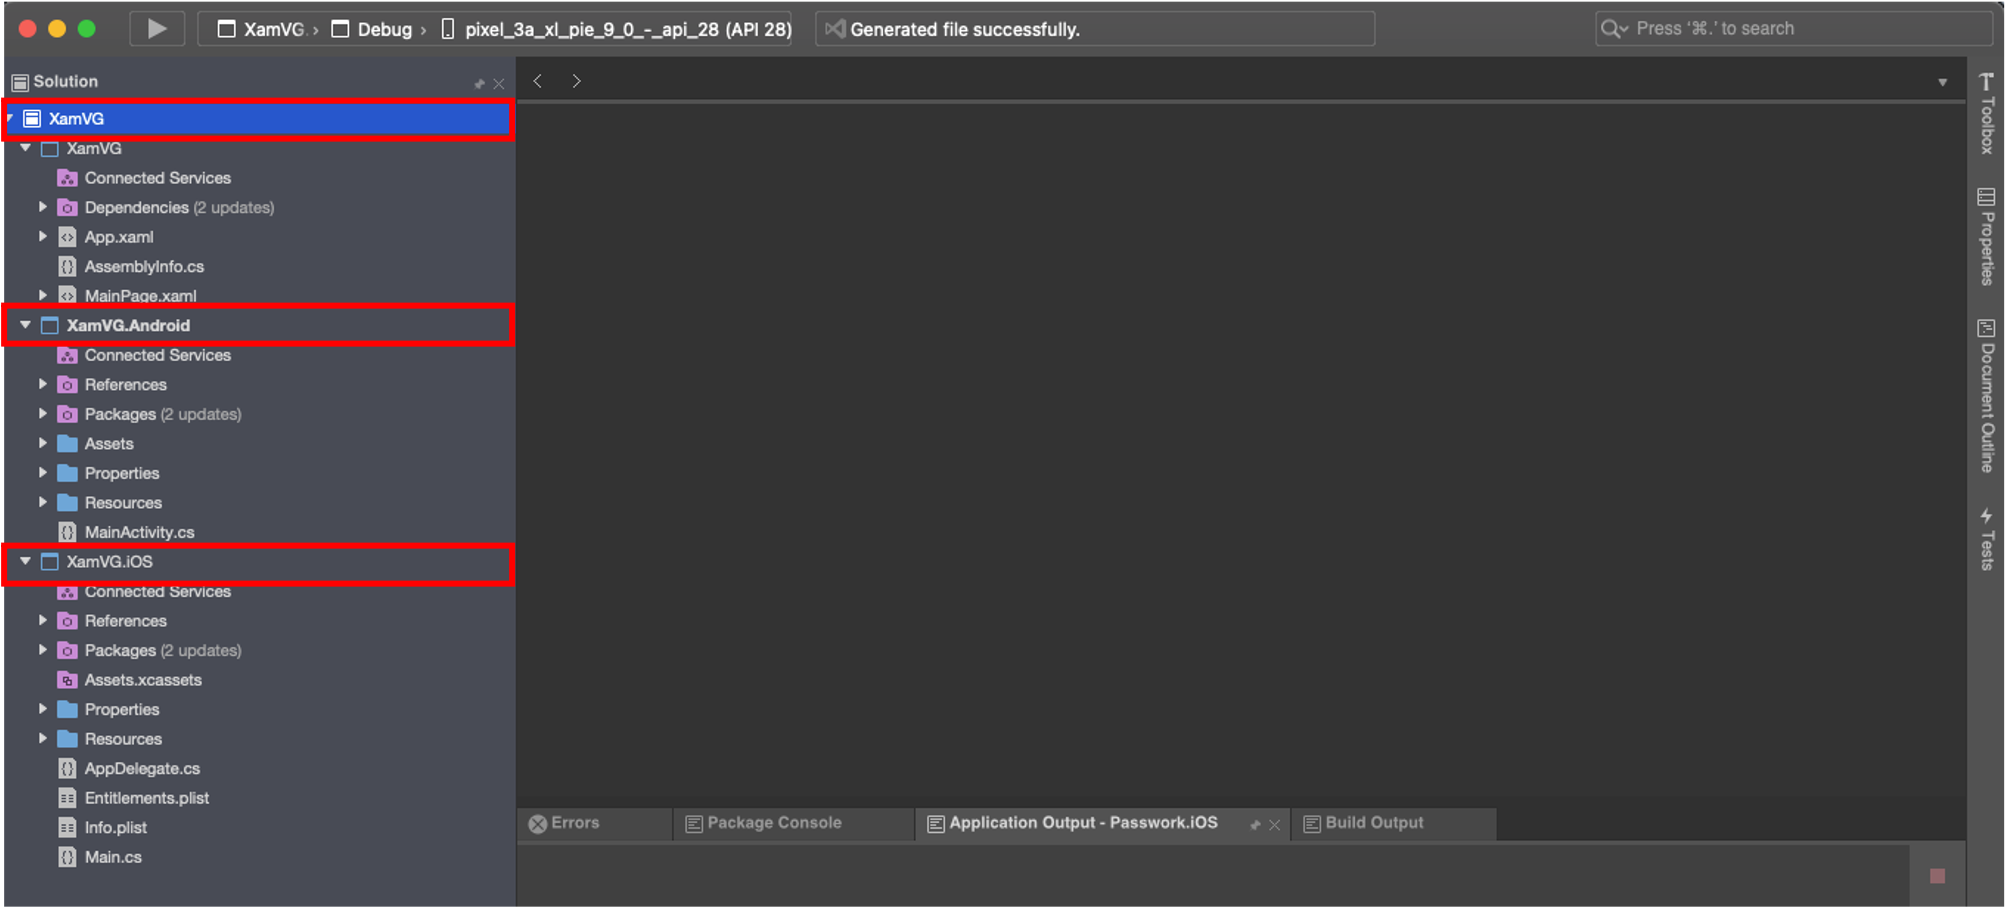 XamVG › Debug › pixel_3a_xl_pie_9_0_-_api_28 (API 28)
Generated file successfully.
Press ‘⌘.’ to search
Solution
XamVG
XamVG
Connected Services
Dependencies (2 updates)
App.xaml
AssemblyInfo.cs
MainPage.xaml
XamVG.Android
Connected Services
References
Packages (2 updates)
Assets
Properties
Resources
MainActivity.cs
XamVG.iOS
Connected Services
References
Packages (2 updates)
Assets.xcassets
Properties
Resources
AppDelegate.cs
Entitlements.plist
Info.plist
Main.cs
Errors
Package Console
Application Output - Passwork.iOS
Build Output
Toolbox
Properties
Document Outline
Tests